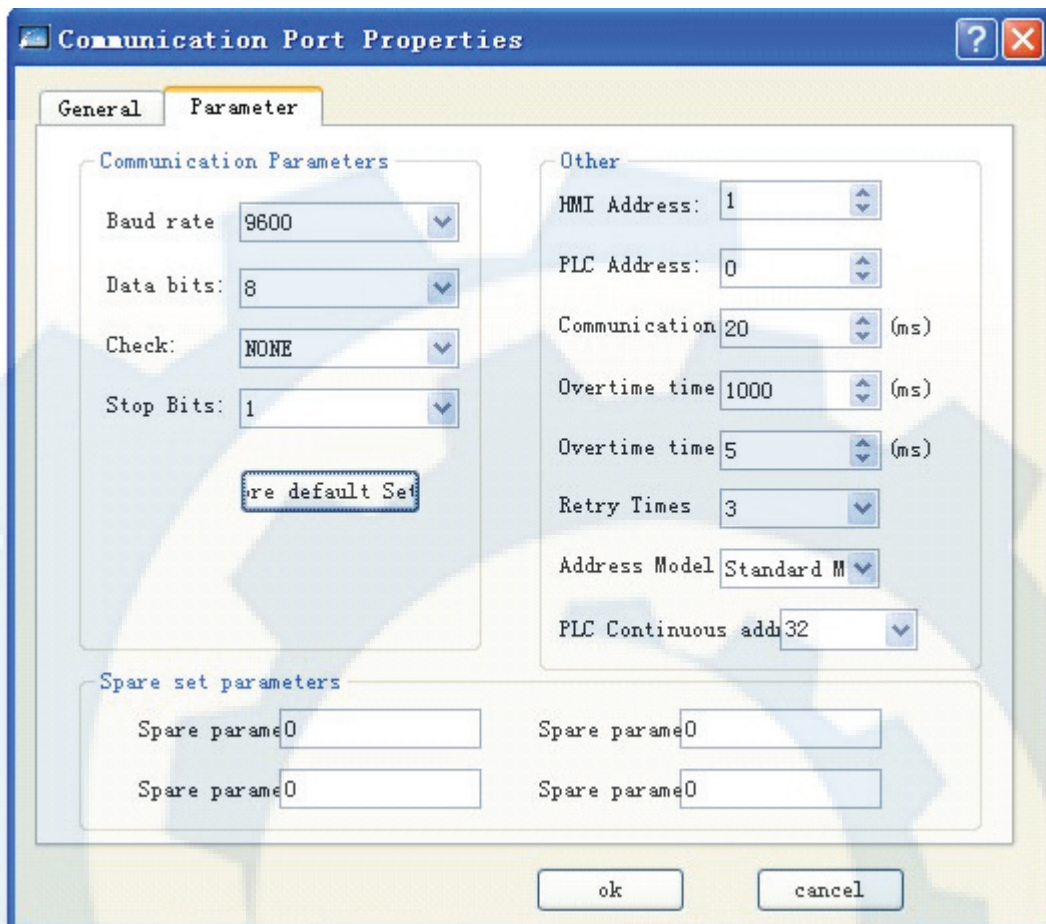 Communication Port Properties
General
Parameter
Communication Parameters
Baud rate 9600
Data bits: 8
Check: NONE
Stop Bits: 1
re default Set
Other
HMI Address: 1
PLC Address: 0
Communication 20 (ms)
Overtime time 1000 (ms)
Overtime time 5 (ms)
Retry Times 3
Address Model Standard M
PLC Continuous add 32
Spare set parameters
Spare parame 0
Spare parame 0
Spare parame 0
Spare parame 0
ok
cancel